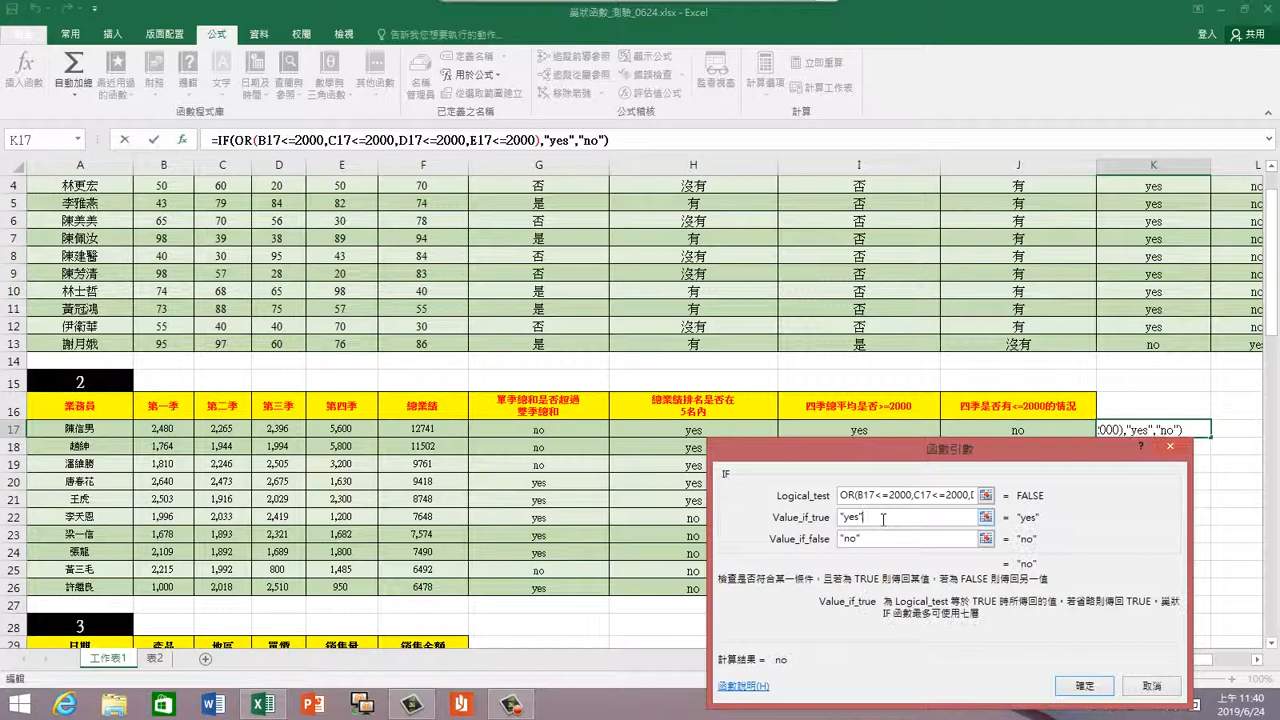 巢狀函數_測驗_0624.xlsx - Excel
常用 插入 版面配置 公式 資料 校閱 檢視 告訴我您想要執行的動作... 登入 共用
插入函數 自動加總 最近用過的函數 財務 邏輯 文字 日期及時間 查閱與參照 數學與三角函數 其他函數 名稱管理員 定義名稱 用於公式 從選取範圍建立 追蹤前導參照 追蹤從屬參照 移除箭號 顯示公式 錯誤檢查 評估值公式 監看視窗 計算選項 立即重算 計算工作表
函數程式庫 已定義之名稱 公式稽核 計算
K17 fx =IF(OR(B17<=2000,C17<=2000,D17<=2000,E17<=2000),"yes","no")
A B C D E F G H I J K L
4 林更宏 50 60 20 50 70 否 沒有 否 有 yes no
5 李雅燕 43 79 84 82 74 是 有 否 有 yes no
6 陳美美 65 70 56 30 78 否 沒有 否 有 yes no
7 陳佩汝 98 39 38 89 94 是 有 否 有 yes no
8 陳建醫 40 30 95 43 84 否 沒有 否 有 yes no
9 陳芳清 98 57 28 20 83 否 沒有 否 有 yes no
10 林士哲 74 68 65 98 40 是 有 否 有 yes no
11 黃冠鴻 73 88 75 57 55 是 有 否 有 yes no
12 伊衛華 55 40 40 70 30 否 沒有 否 有 yes no
13 謝月娥 95 97 60 76 86 是 有 是 沒有 no yes
14
15 2
16 業務員 第一季 第二季 第三季 第四季 總業績 單季總和是否超過雙季總和 總業績排名是否在5名內 四季總平均是否>=2000 四季是否有<=2000的情況
17 陳信男 2,480 2,265 2,396 5,600 12741 no yes yes no :000),"yes","no")
18 趙紳 1,764 1,944 1,994 5,800 11502 no yes
19 潘維勝 1,810 2,246 2,505 3,200 9761 no yes
20 唐春花 2,640 2,473 2,675 1,630 9418 yes yes
21 王虎 2,503 1,994 2,511 1,750 8758 yes yes
22 李天恩 1,996 2,033 2,419 1,200 7648 yes no
23 梁一信 1,678 1,893 2,321 1,682 7,574 yes no
24 張龍 2,109 1,892 1,689 1,800 7490 yes no
25 黃三毛 2,215 1,992 800 1,485 6492 no no
26 許繼良 1,000 2,018 2,510 950 6478 yes no
27
28 3
29 日期 產品 地區 單價 銷售量 銷售金額
函數引數
IF
Logical_test OR(B17<=2000,C17<=2000,D = FALSE
Value_if_true "yes" = "yes"
Value_if_false "no" = "no"
= "no"
檢查是否符合某一條件，且若為 TRUE 則傳回某值，若為 FALSE 則傳回另一值
Value_if_true 為 Logical_test 等於 TRUE 時所傳回的值，若省略則傳回 TRUE，巢狀
IF 函數最多可使用七層
計算結果 = no
函數說明(H) 確定 取消
工作表1 表2
編輯 100%
上午 11:40
2019/6/24